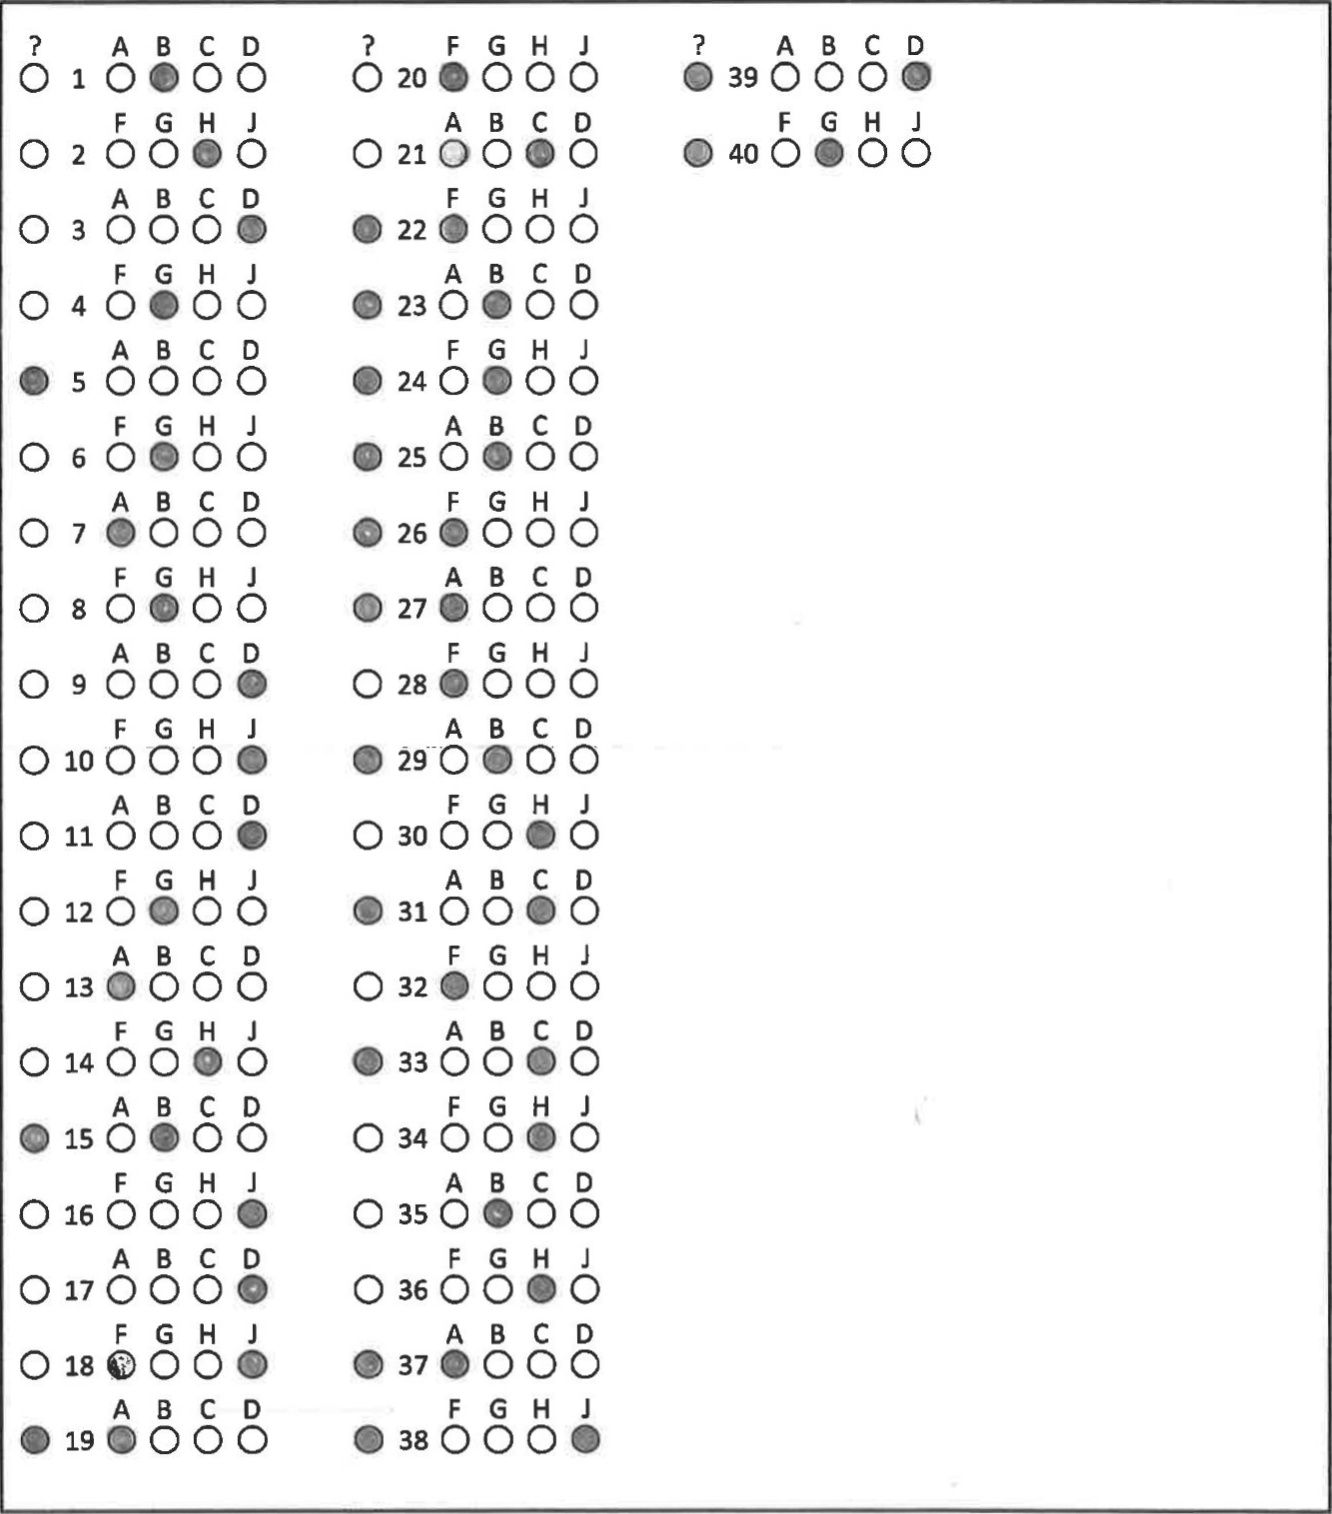 ? A B C D
1
F G H J
2
A B C D
3
F G H J
4
A B C D
5
F G H J
6
A B C D
7
F G H J
8
A B C D
9
F G H J
10
A B C D
11
F G H J
12
A B C D
13
F G H J
14
A B C D
15
F G H J
16
A B C D
17
F G H J
18
A B C D
19
? F G H J
20
A B C D
21
F G H J
22
A B C D
23
F G H J
24
A B C D
25
F G H J
26
A B C D
27
F G H J
28
A B C D
29
F G H J
30
A B C D
31
F G H J
32
A B C D
33
F G H J
34
A B C D
35
F G H J
36
A B C D
37
F G H J
38
? A B C D
39
F G H J
40